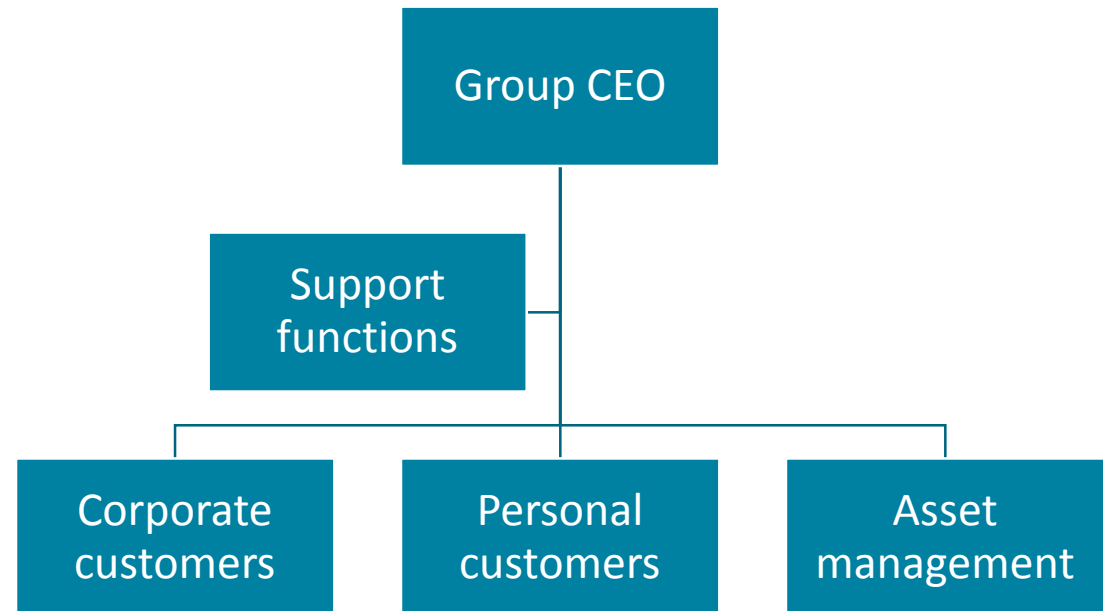 Group CEO
Support
functions
Corporate
customers
Personal
customers
Asset
management